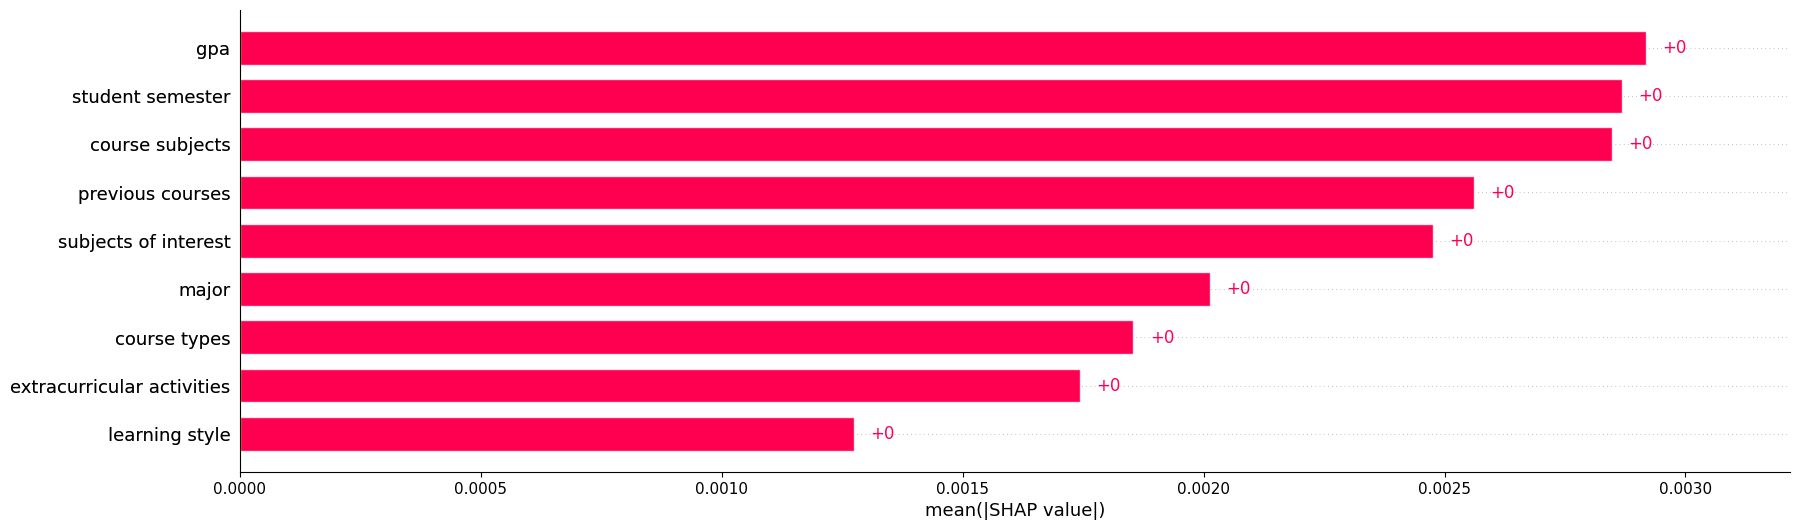 gpa +0
student semester +0
course subjects +0
previous courses +0
subjects of interest +0
major +0
course types +0
extracurricular activities +0
learning style +0
0.0000 0.0005 0.0010 0.0015 0.0020 0.0025 0.0030
mean(|SHAP value|)